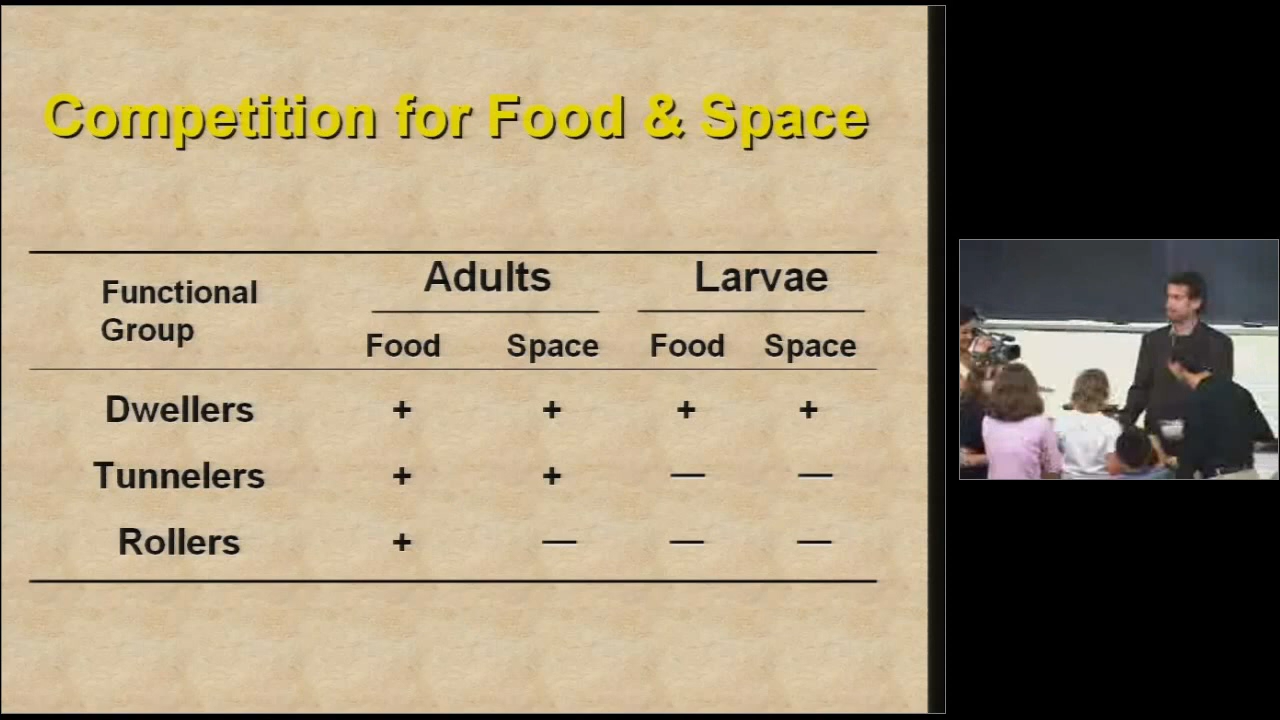 Competition for Food & Space
Functional Group Adults Larvae
Food Space Food Space
Dwellers + + + +
Tunnelers + + — —
Rollers + — — —